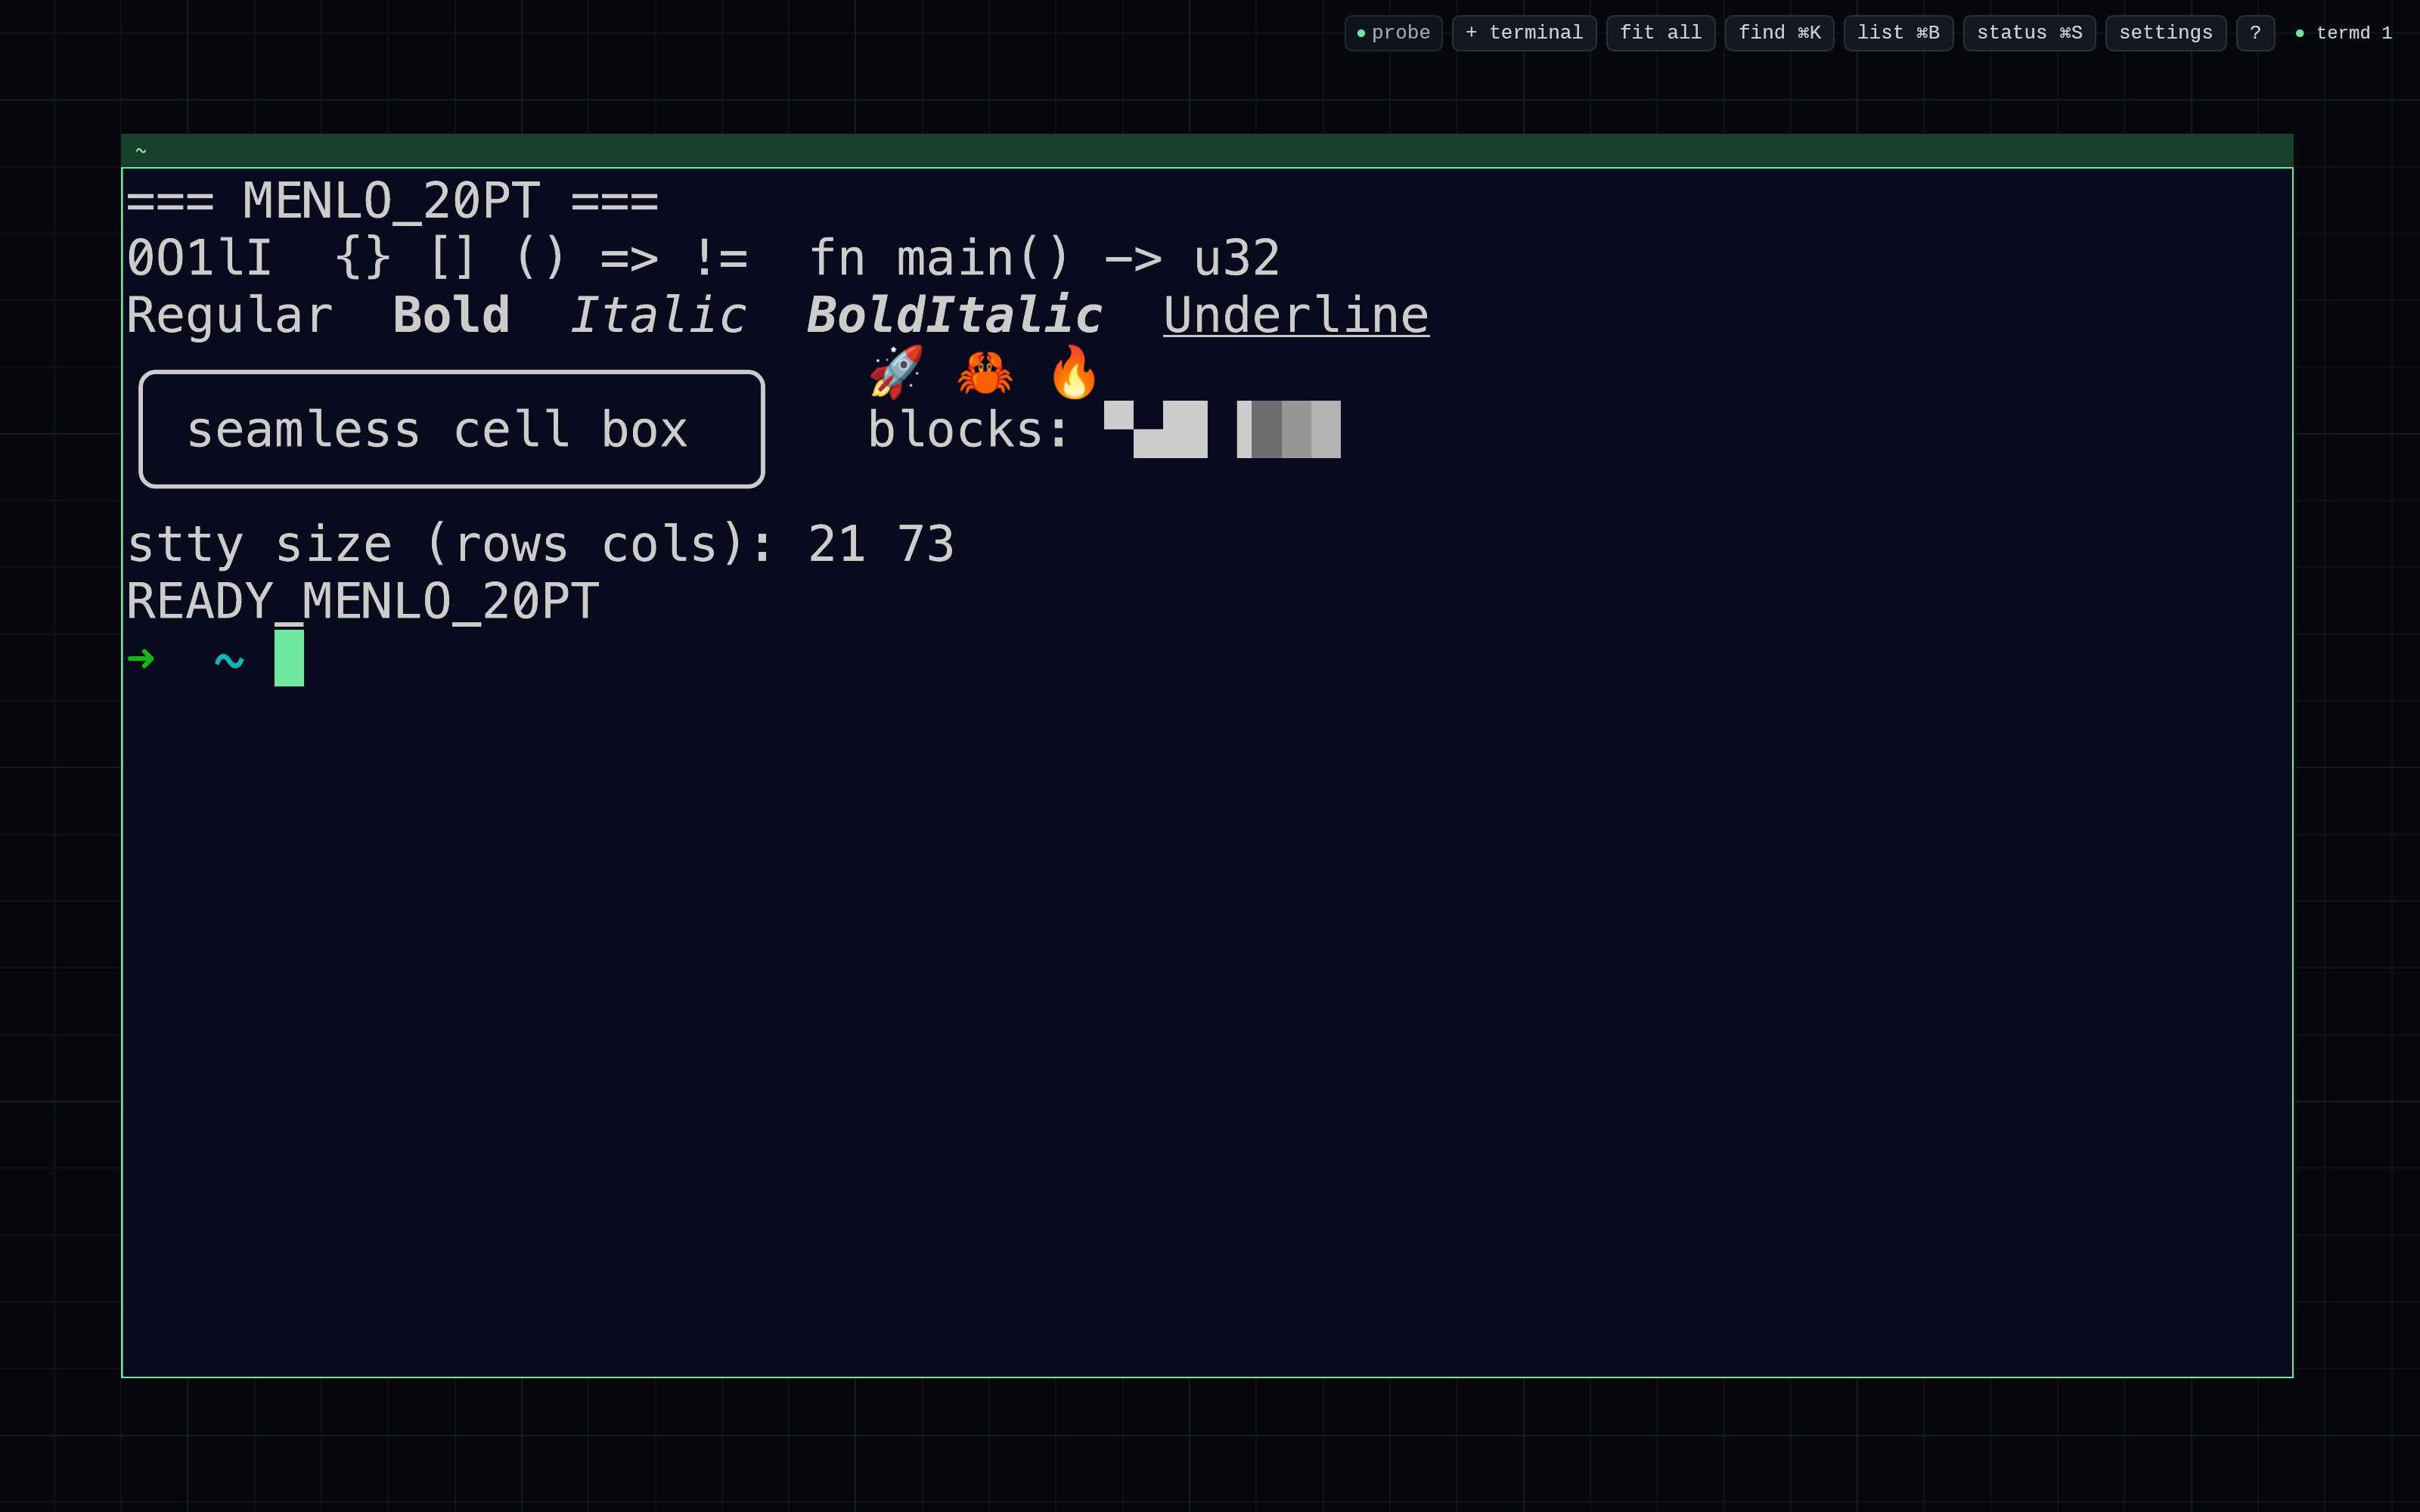 probe + terminal fit all find ⌘K list ⌘B status ⌘S settings ? termd 1
~
=== MENLO_20PT ===
0O1lI  {} [] () => !=  fn main() -> u32
Regular  Bold  Italic  BoldItalic  Underline
🚀 🦀 🔥
seamless cell box  blocks: ▀▄█ ▌░▒▓
stty size (rows cols): 21 73
READY_MENLO_20PT
➜  ~